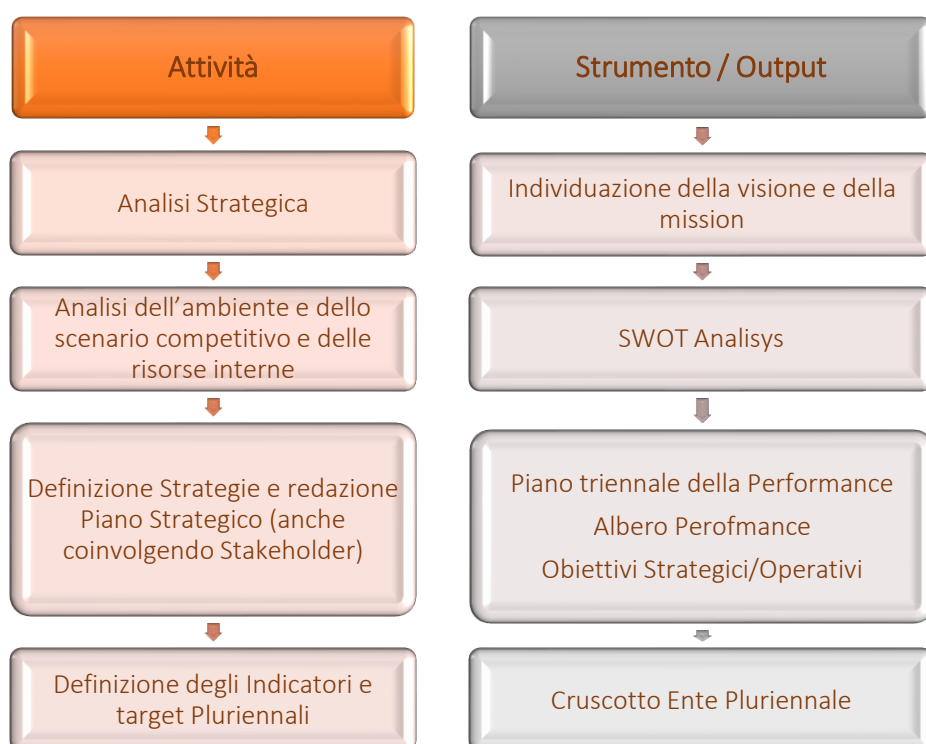 Attività
Strumento / Output
Analisi Strategica
Individuazione della visione e della
mission
Analisi dell’ambiente e dello
scenario competitivo e delle
risorse interne
SWOT Analisys
Definizione Strategie e redazione
Piano Strategico (anche
coinvolgendo Stakeholder)
Piano triennale della Performance
Albero Perofmance
Obiettivi Strategici/Operativi
Definizione degli Indicatori e
target Pluriennali
Cruscotto Ente Pluriennale